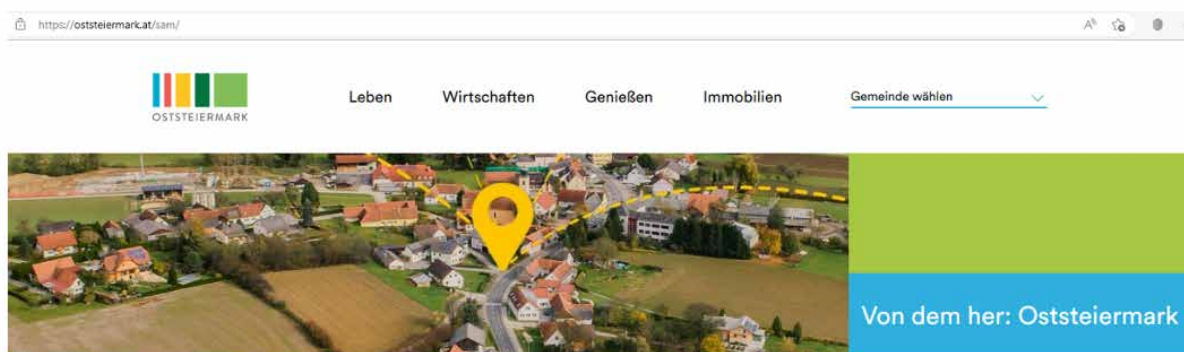 https://oststeiermark.at/sam/
OSTSTEIERMARK
Leben Wirtschaften Genießen Immobilien Gemeinde wählen
Von dem her: Oststeiermark